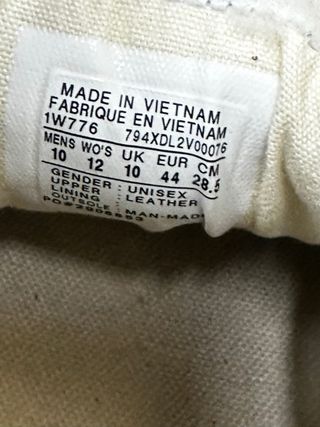 MADE IN VIETNAM
FABRIQUE EN VIETNAM
1W776 794XDL2V00076
MENS WO'S UK EUR CM
10 12 10 44 28.5
GENDER : UNISEX
UPPER : LEATHER
LINING
OUTSOLE : MAN-MADE